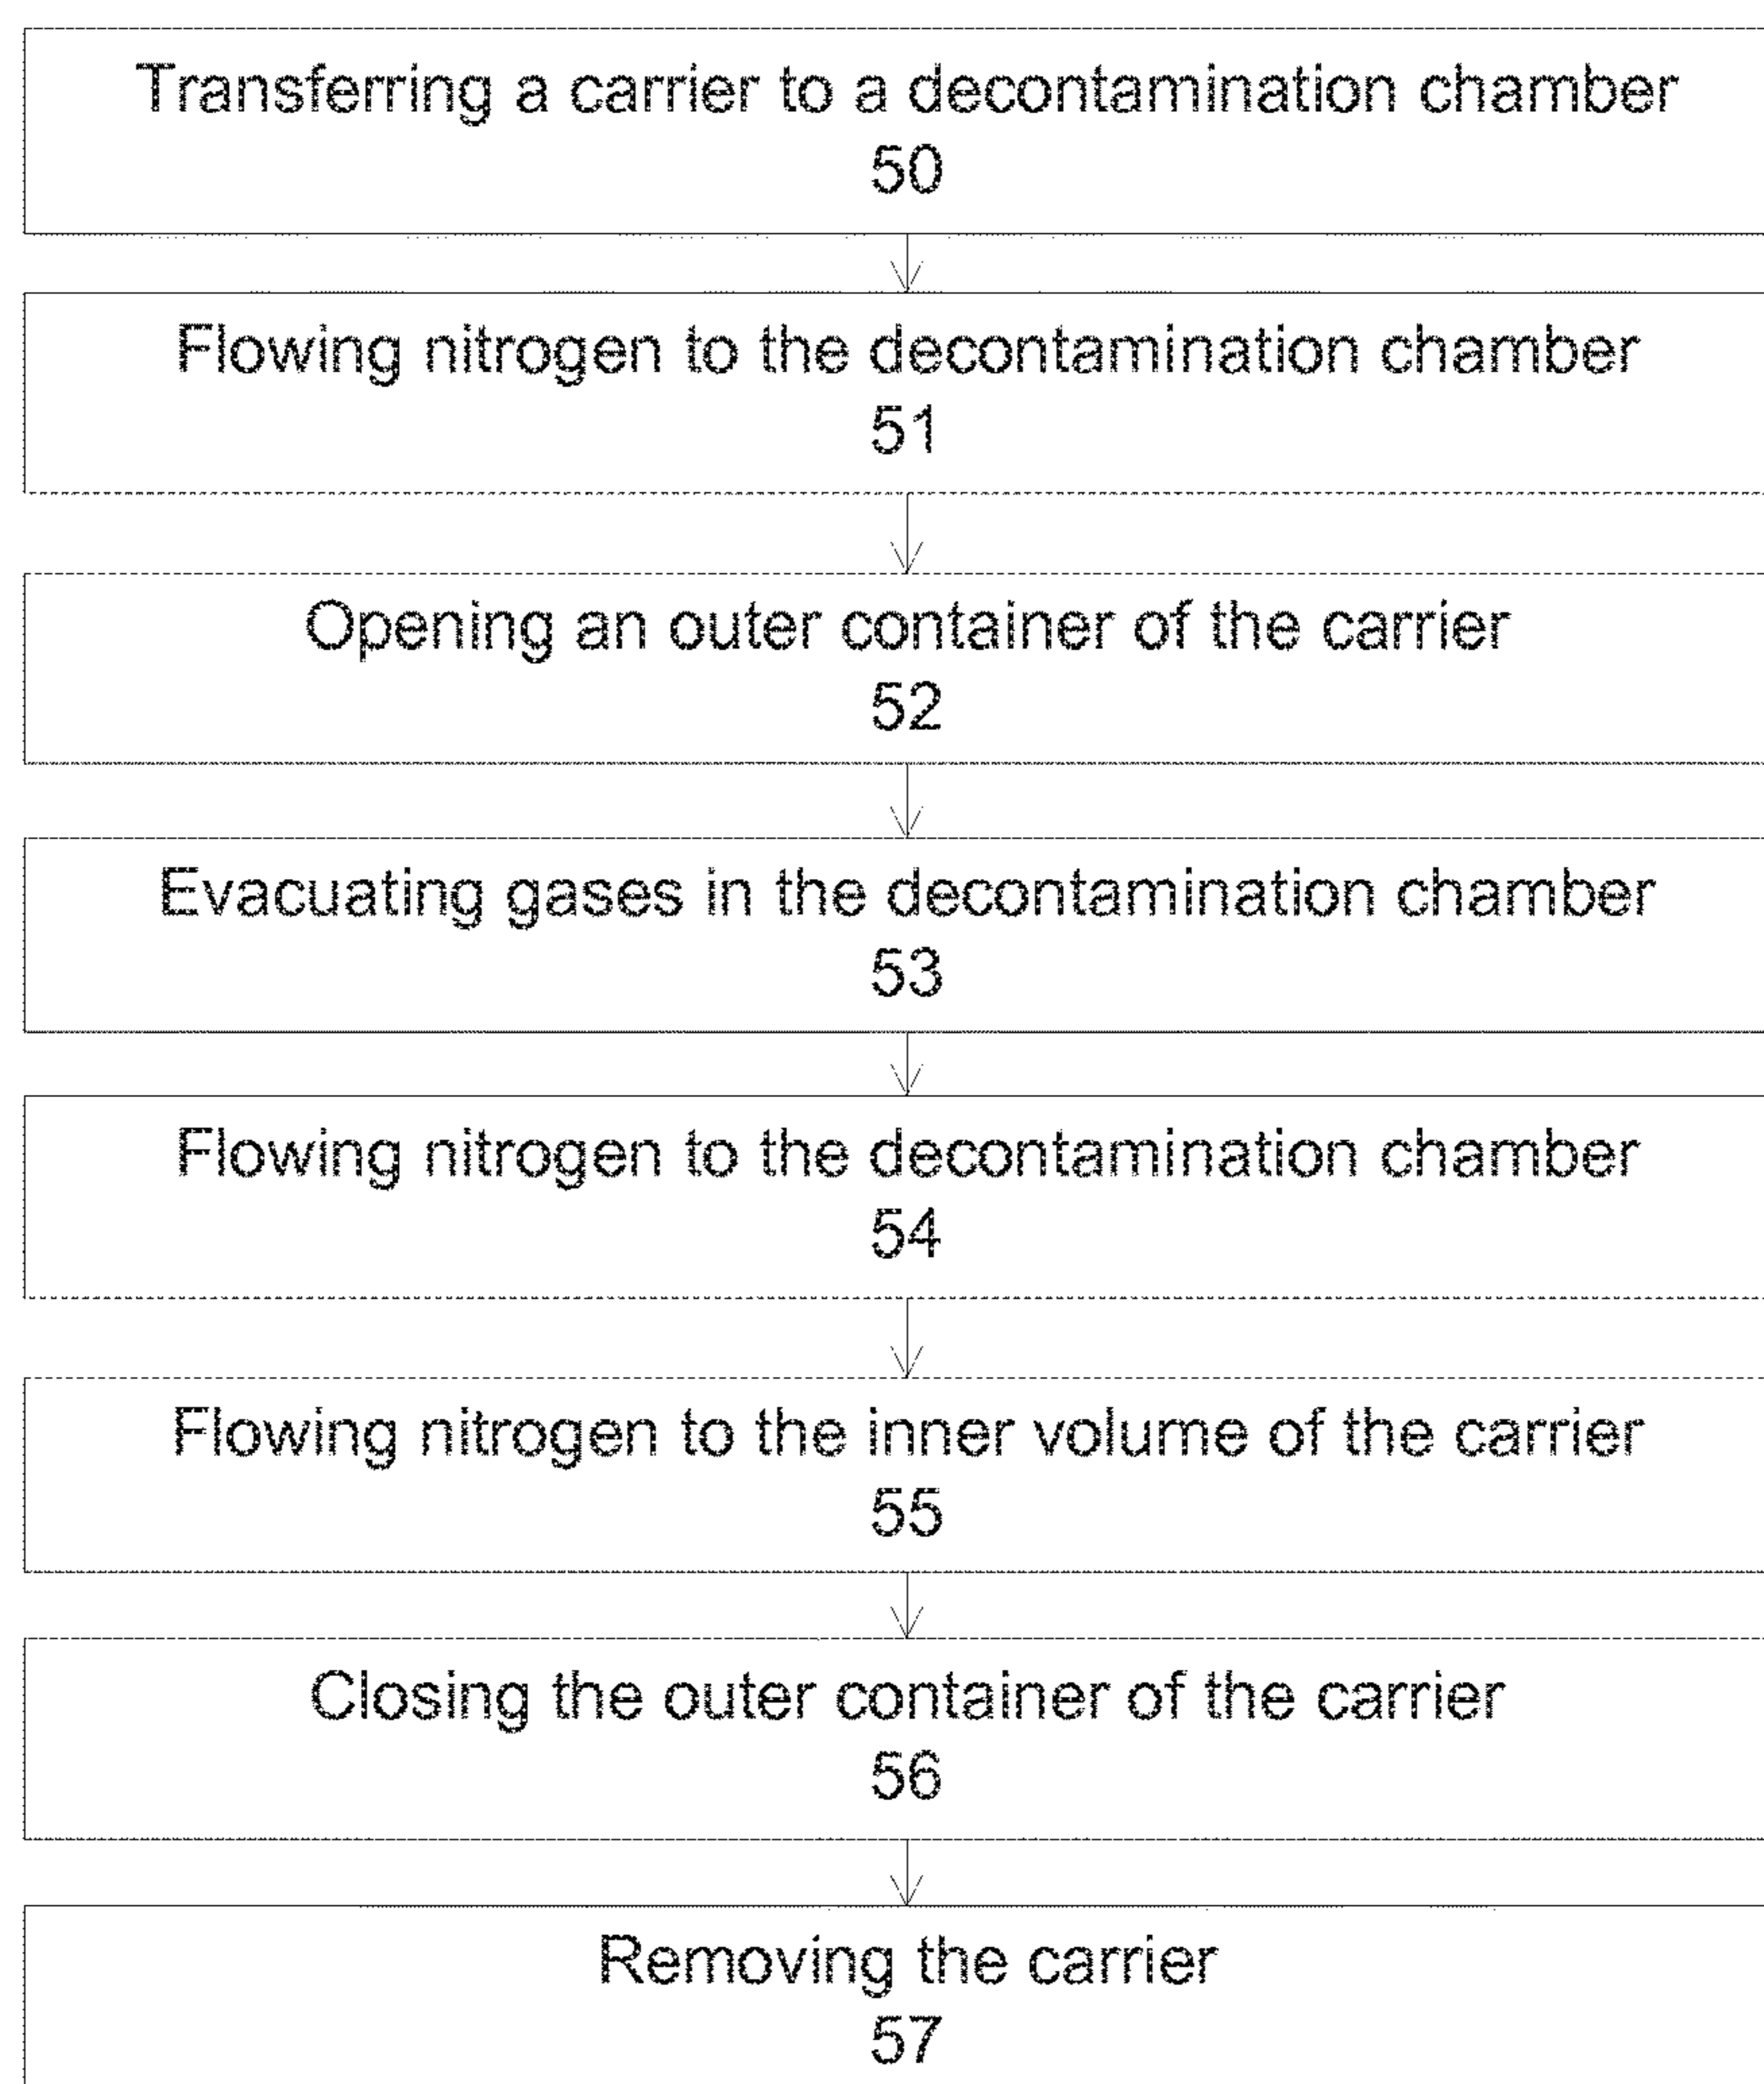 Transferring a carrier to a decontamination chamber
50
Flowing nitrogen to the decontamination chamber
51
Opening an outer container of the carrier
52
Evacuating gases in the decontamination chamber
53
Flowing nitrogen to the decontamination chamber
54
Flowing nitrogen to the inner volume of the carrier
55
Closing the outer container of the carrier
56
Removing the carrier
57